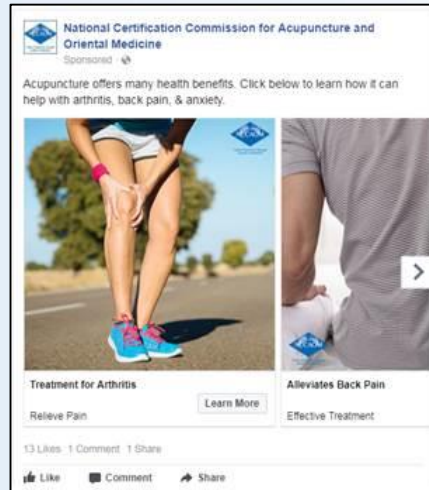 National Certification Commission for Acupuncture and
Oriental Medicine
Sponsored ·
Acupuncture offers many health benefits. Click below to learn how it can
help with arthritis, back pain, & anxiety.
Treatment for Arthritis
Relieve Pain
Learn More
Alleviates Back Pain
Effective Treatment
13 Likes 1 Comment 1 Share
Like Comment Share